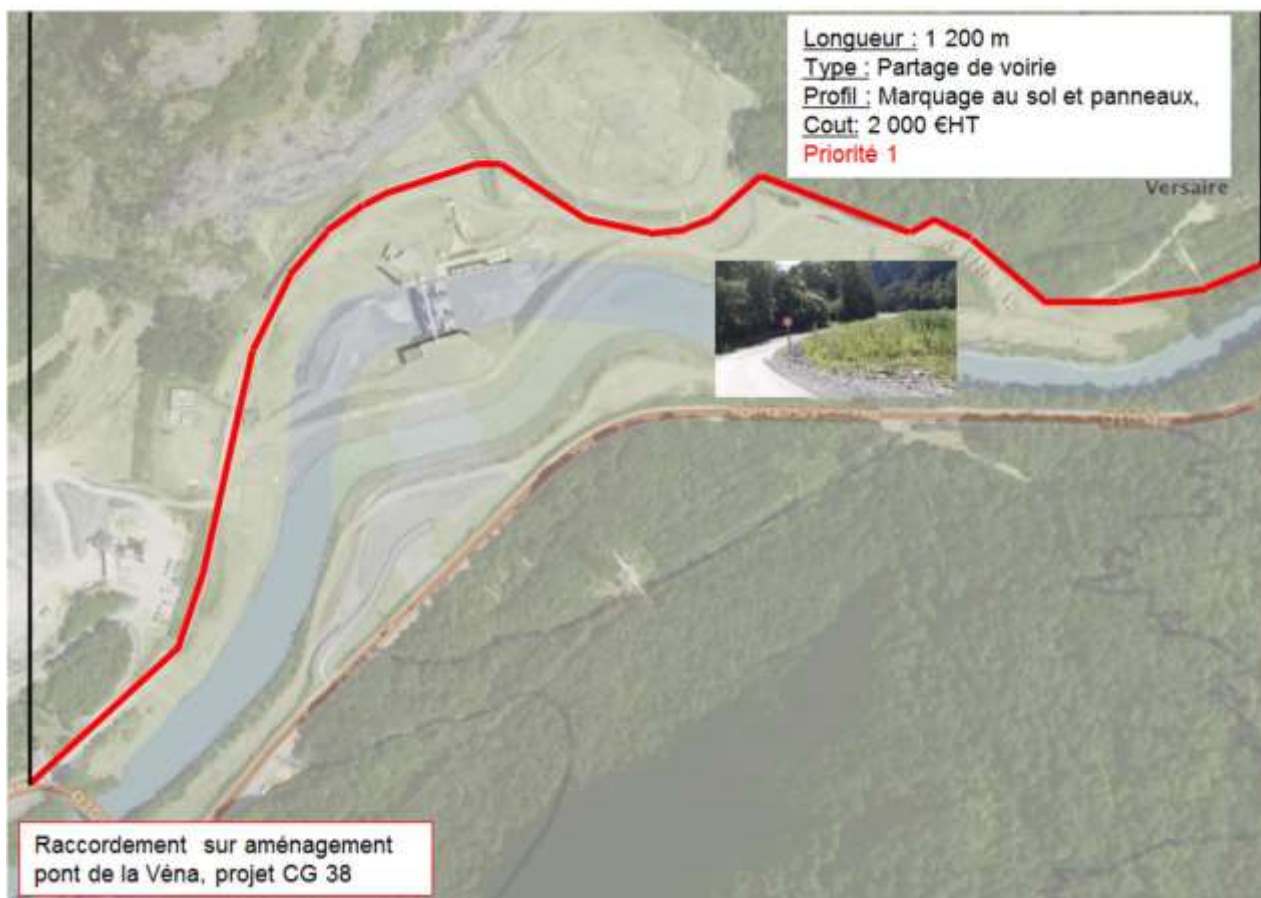 Longueur : 1 200 m
Type : Partage de voirie
Profil : Marquage au sol et panneaux,
Cout: 2 000 €HT
Priorité 1
Versaire
Raccordement sur aménagement
pont de la Véna, projet CG 38